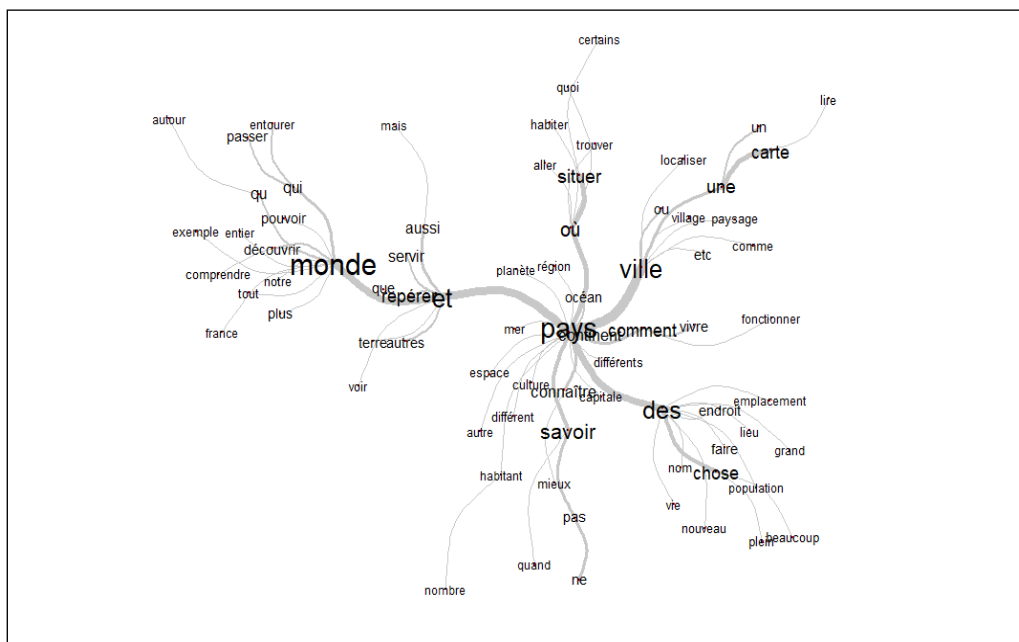 certains
quoi
lire
autour
entourer
mais
habiter
un
passer
trouver
localiser
carte
aller
situer
qui
une
qu
ou
pouvoir
village
paysage
aussi
où
exemple
entier
découvrir
comme
etc
servir
monde
planète
région
ville
comprendre
notre
que
tout
repérer
et
océan
plus
fonctionner
mer
pays
comment
vivre
france
continent
terre
autres
différents
espace
voir
culture
connaître
capitale
emplacement
différent
des
endroit
autre
savoir
lieu
faire
grand
nom
chose
habitant
mieux
population
vie
pas
nouveau
plein
beaucoup
quand
ne
nombre